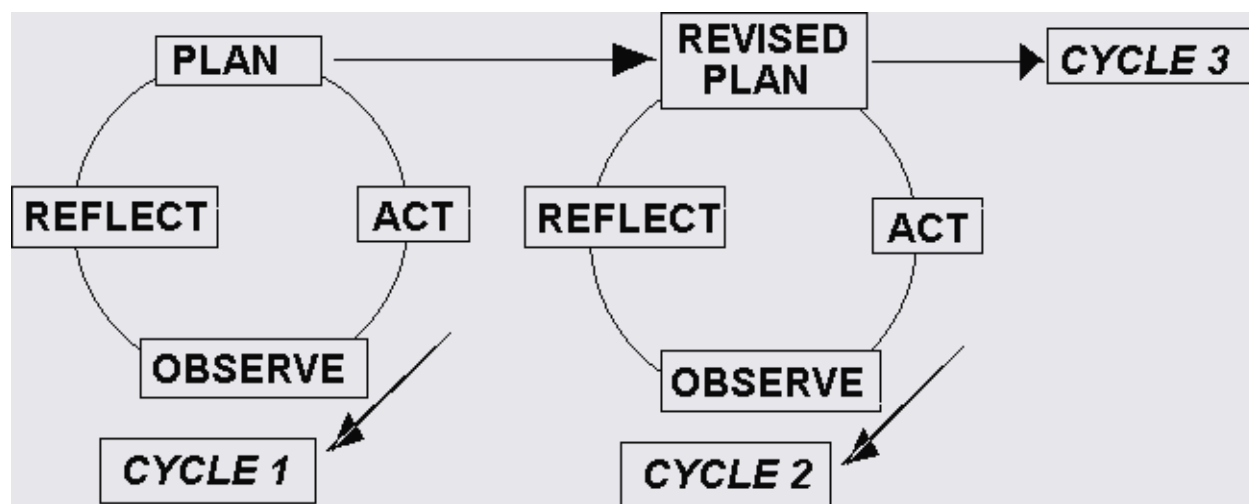 PLAN
REVISED
PLAN
CYCLE 3
REFLECT
ACT
REFLECT
ACT
OBSERVE
OBSERVE
CYCLE 1
CYCLE 2